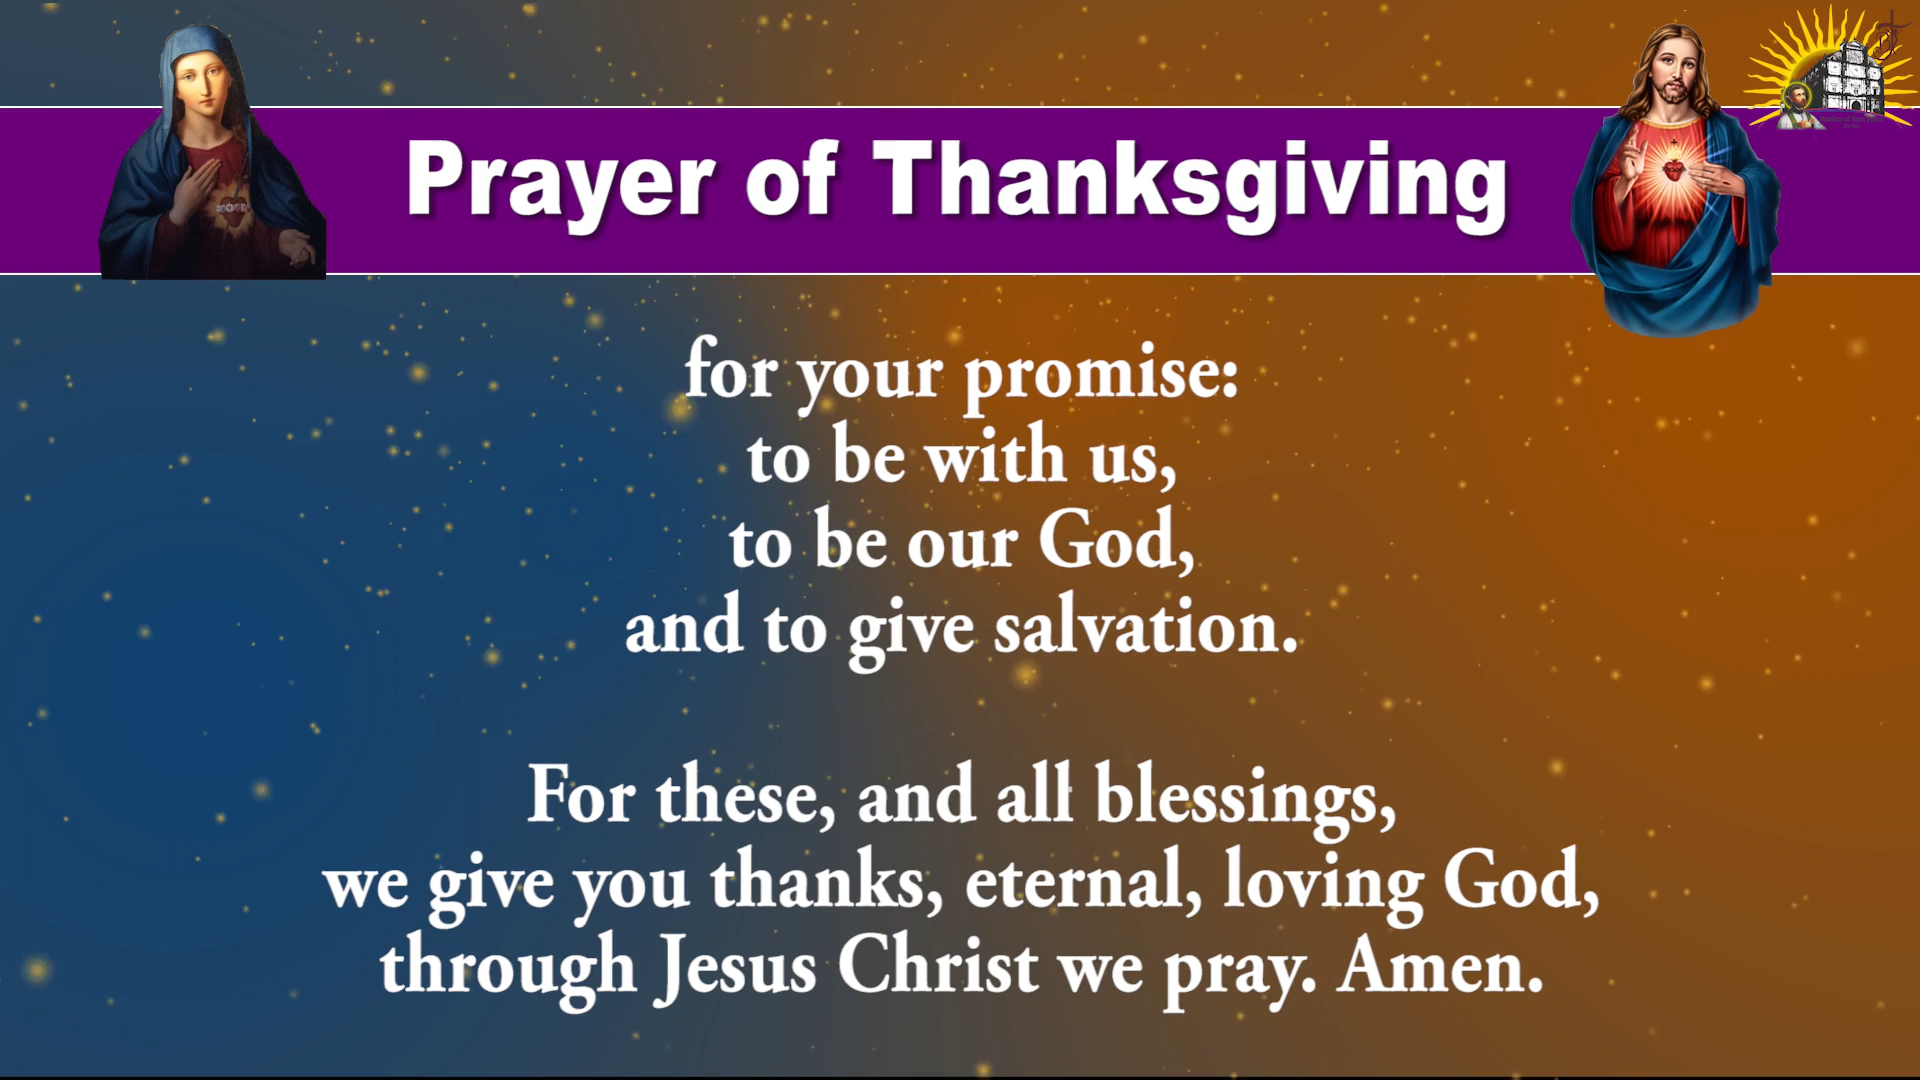 Prayer of Thanksgiving
for your promise:
to be with us,
to be our God,
and to give salvation.
For these, and all blessings,
we give you thanks, eternal, loving God,
through Jesus Christ we pray. Amen.